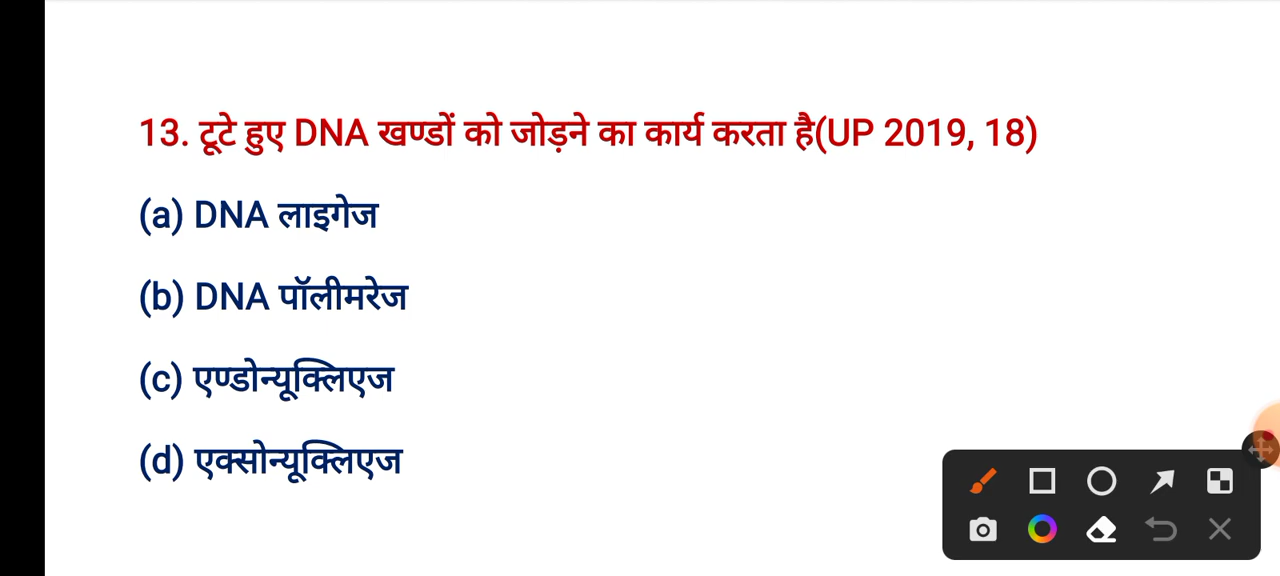 13. टूटे हुए DNA खण्डों को जोड़ने का कार्य करता है(UP 2019, 18)
(a) DNA लाइगेज
(b) DNA पॉलीमरेज
(c) एण्डोन्यूक्लिएज
(d) एक्सोन्यूक्लिएज